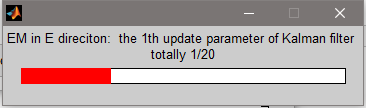 EM in E direciton:  the 1th update parameter of Kalman filter
totally 1/20